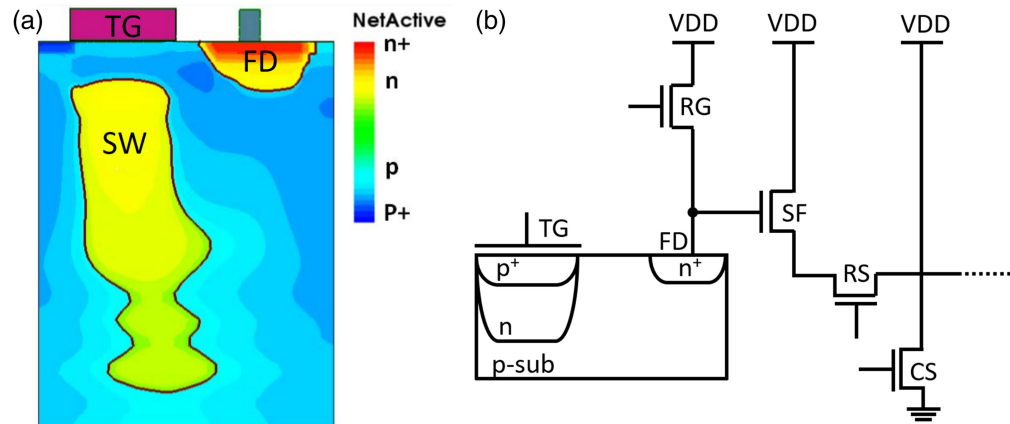 (a)
TG
FD
SW
NetActive
n+
n
p
P+
(b)
VDD
VDD
VDD
RG
SF
TG
FD
p+
n+
RS
n
p-sub
CS